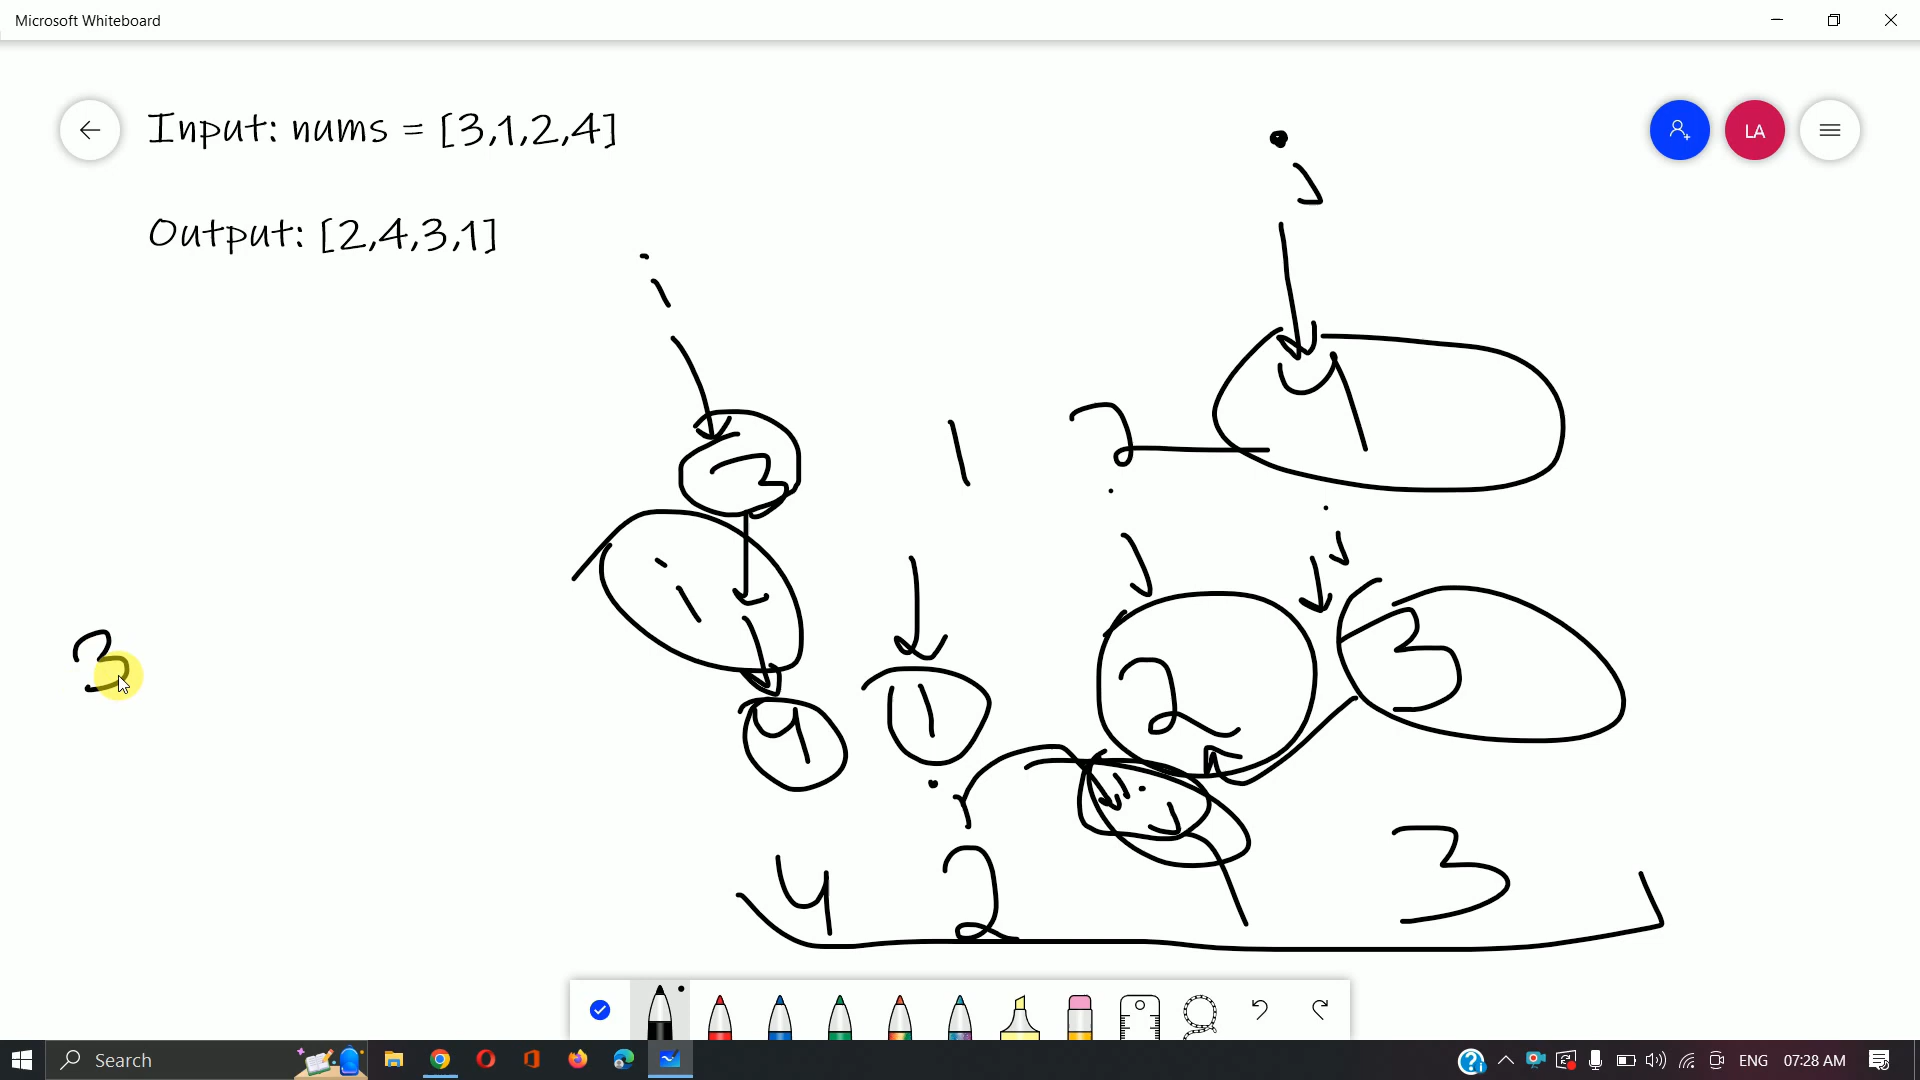 Microsoft Whiteboard
Input: nums = [3,1,2,4]
LA
Output: [2,4,3,1]
3 1 2 4
4 1 2 3
3
4 2 1 3
Search
ENG 07:28 AM